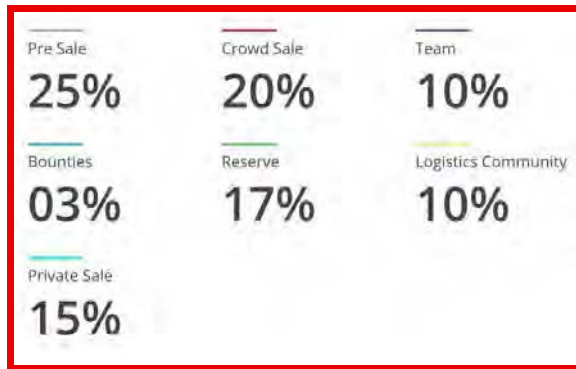 Pre Sale Crowd Sale Team
25% 20% 10%
Bounties Reserve Logistics Community
03% 17% 10%
Private Sale
15%